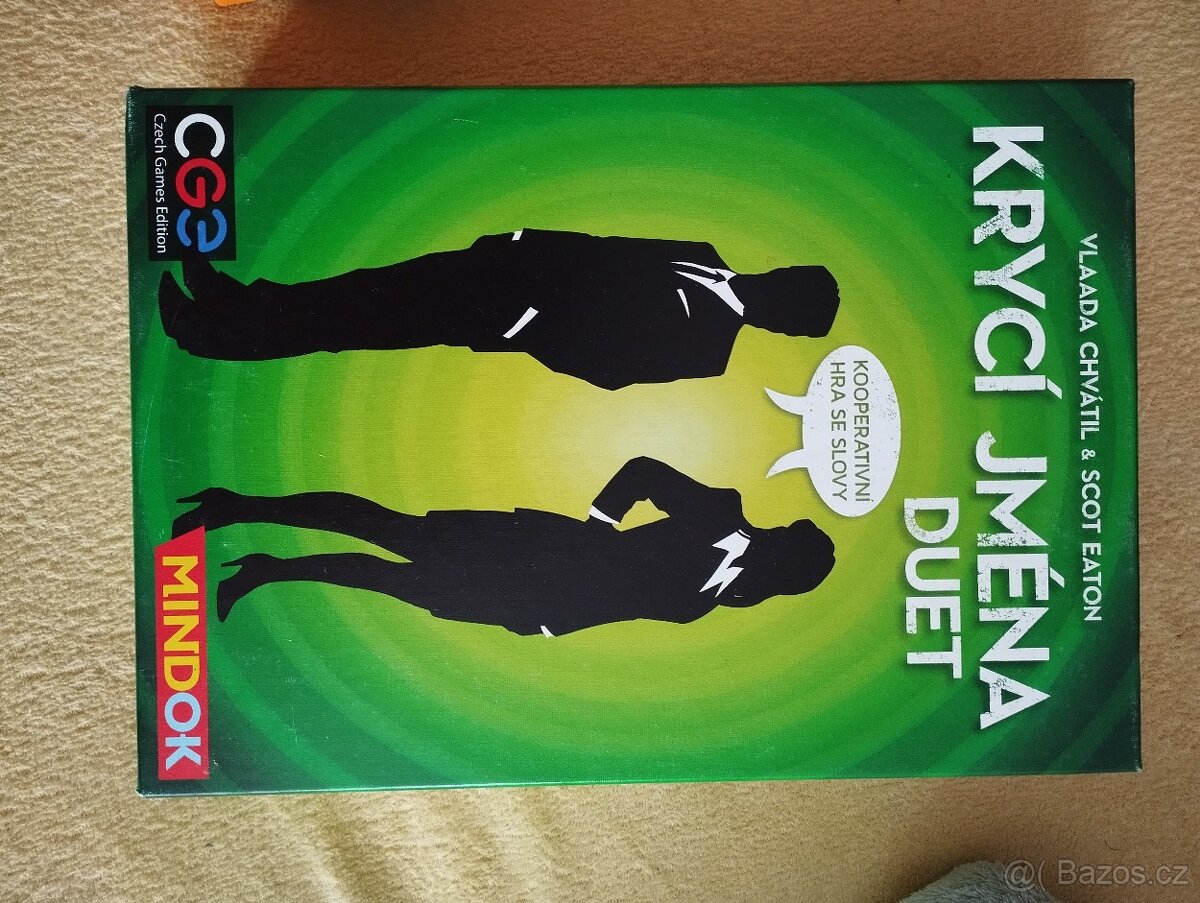 VLAADA CHVÁTIL & SCOT EATON
KRYCÍ JMÉNA
DUET
KOOPERATIVNÍ
HRA SE SLOVY
CGE
Czech Games Edition
MINDOK
@( Bazos.cz